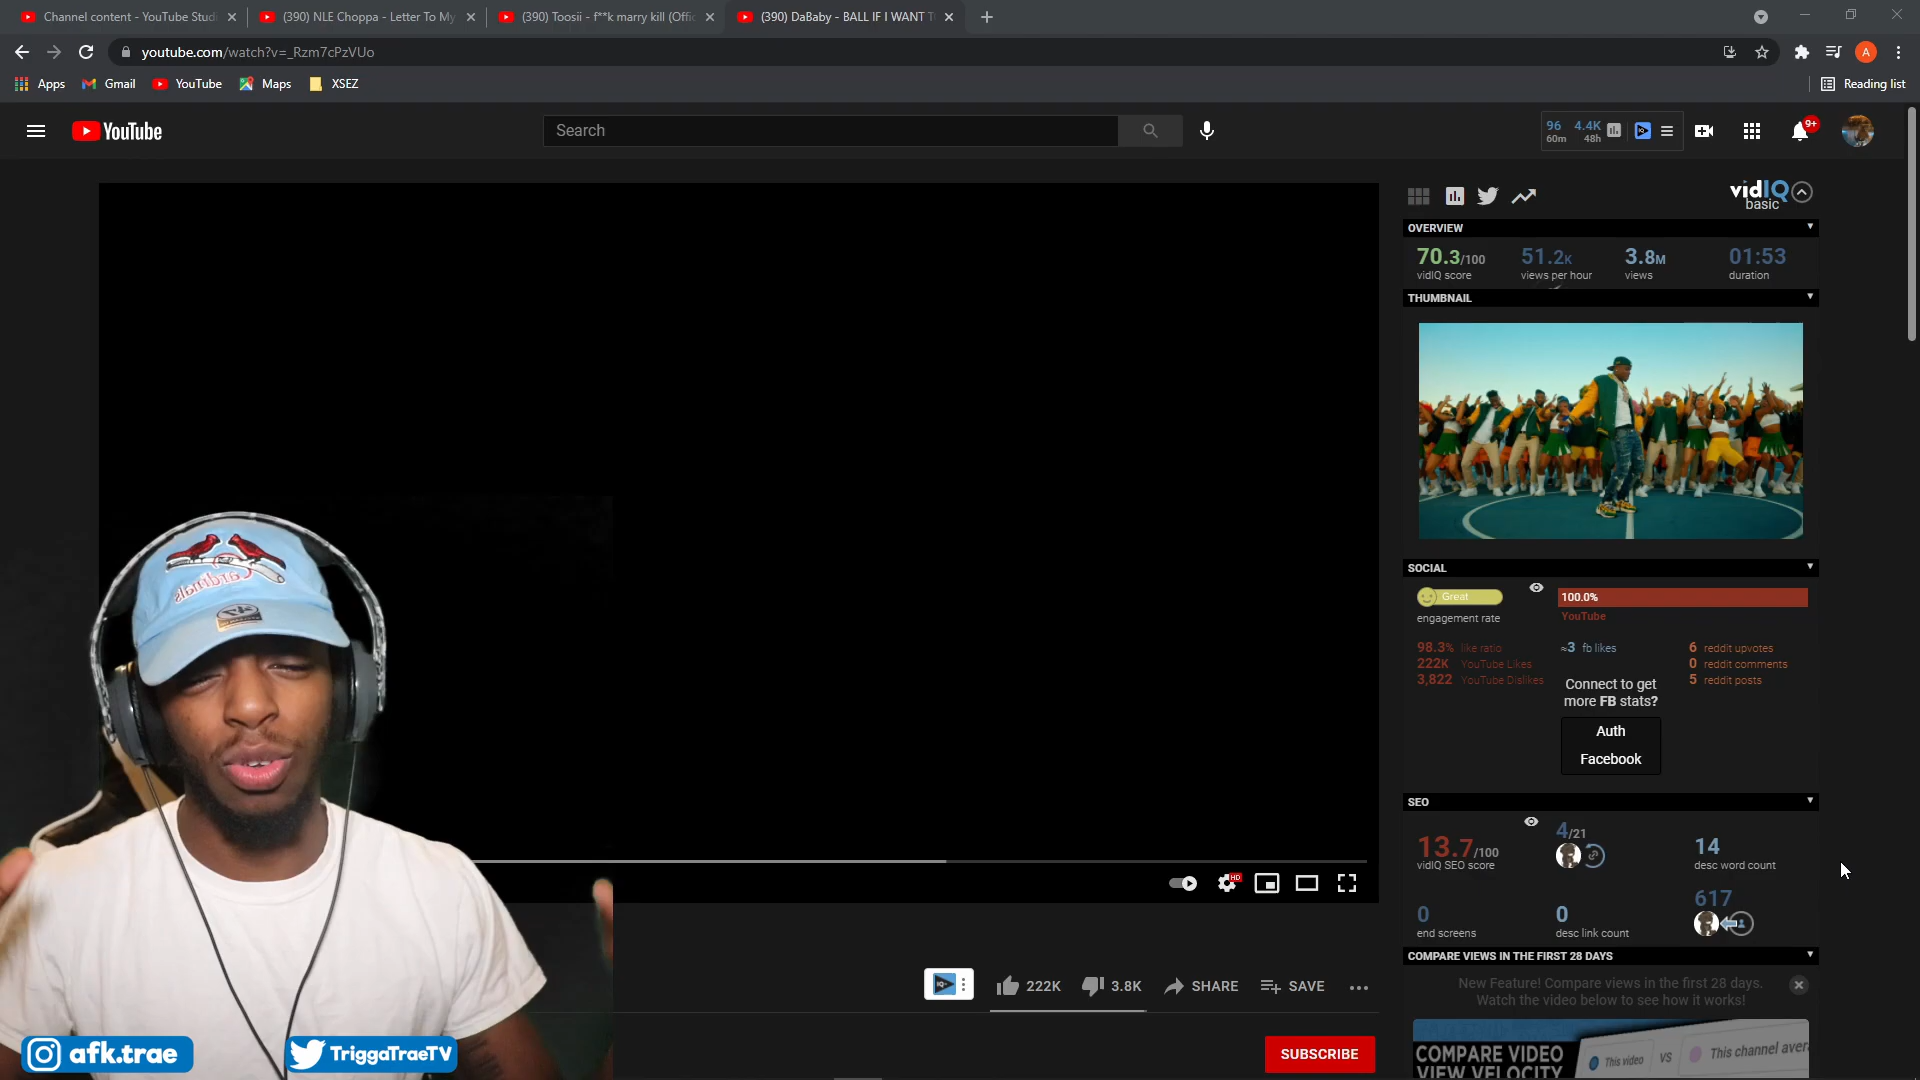 Channel content - YouTube Studi
(390) NLE Choppa - Letter To My
(390) Toosii - f**k marry kill (Offic
(390) DaBaby - BALL IF I WANT T
youtube.com/watch?v=_Rzm7cPzVUo
A
Apps
Gmail
YouTube
Maps
XSEZ
Reading list
YouTube
Search
96
60m
4.4K
48h
9+
vidIQ
basic
OVERVIEW
70.3/100
vidIQ score
51.2K
views per hour
3.8M
views
01:53
duration
THUMBNAIL
SOCIAL
Great
engagement rate
100.0%
YouTube
98.3% like ratio
222K YouTube Likes
3,822 YouTube Dislikes
≈3 fb likes
Connect to get
more FB stats?
Auth
Facebook
6 reddit upvotes
0 reddit comments
5 reddit posts
SEO
13.7/100
vidIQ SEO score
4/21
14
desc word count
0
end screens
0
desc link count
617
COMPARE VIEWS IN THE FIRST 28 DAYS
New Feature! Compare views in the first 28 days.
Watch the video below to see how it works!
COMPARE VIDEO
VIEW VELOCITY
This video
VS
This channel aver
HD
IQ
222K
3.8K
SHARE
SAVE
SUBSCRIBE
Cardinals
47
afk.trae
TriggaTraeTV